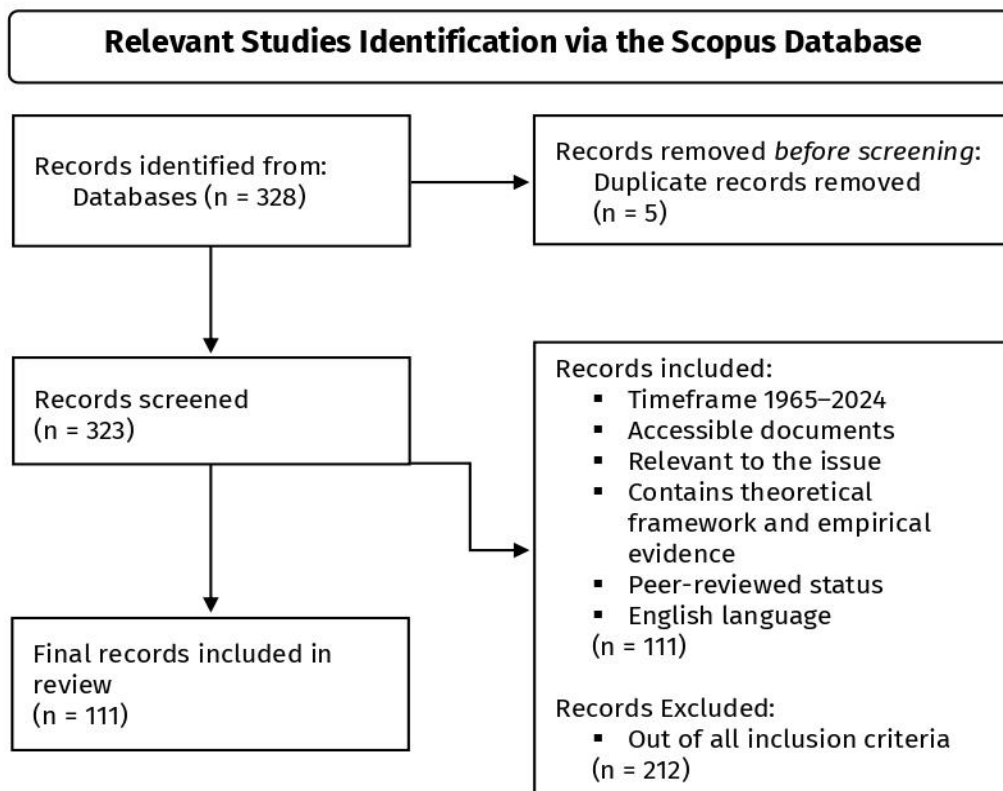 Relevant Studies Identification via the Scopus Database
Records identified from:
Databases (n = 328)
Records removed before screening:
Duplicate records removed
(n = 5)
Records screened
(n = 323)
Records included:
▪ Timeframe 1965–2024
▪ Accessible documents
▪ Relevant to the issue
▪ Contains theoretical
framework and empirical
evidence
▪ Peer-reviewed status
▪ English language
(n = 111)
Records Excluded:
▪ Out of all inclusion criteria
(n = 212)
Final records included in
review
(n = 111)